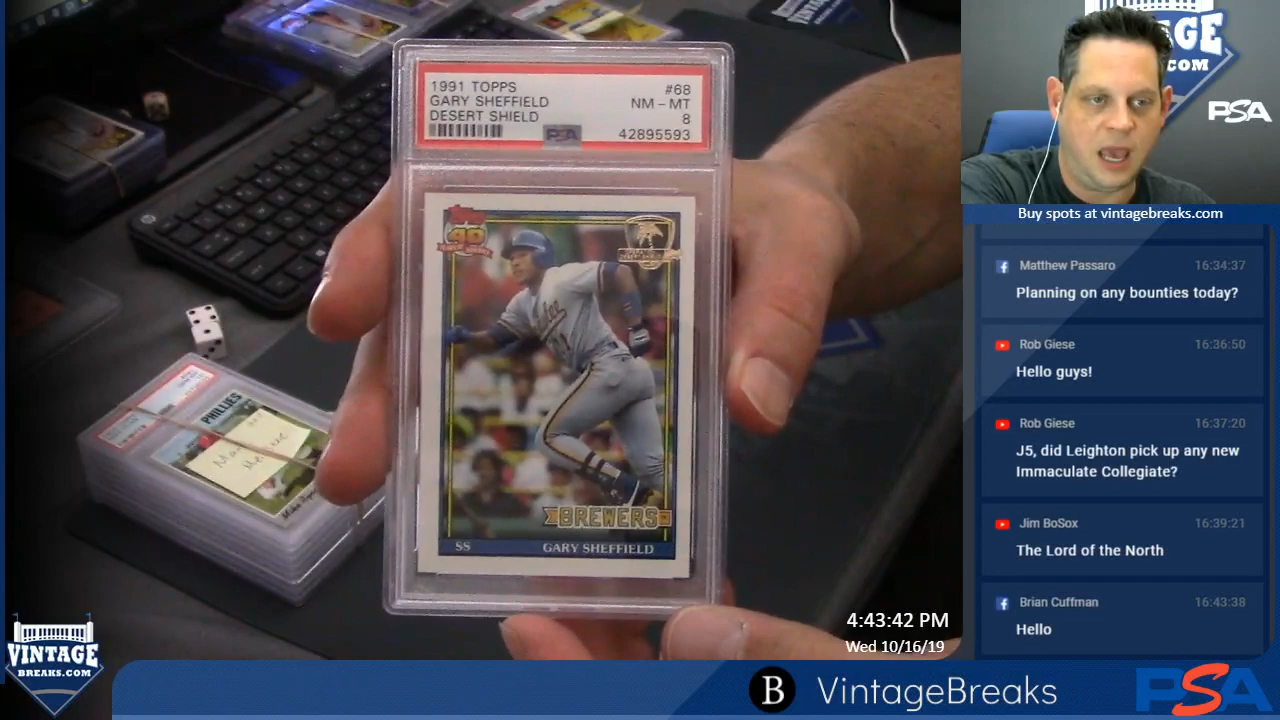 1991 TOPPS #68
GARY SHEFFIELD NM - MT
DESERT SHIELD 8
PSA 42895593
Topps
40
BREWERS
SS GARY SHEFFIELD
PHILLIES
GE
COM
PSA
Buy spots at vintagebreaks.com
Matthew Passaro 16:34:37
Planning on any bounties today?
Rob Giese 16:36:50
Hello guys!
Rob Giese 16:37:20
J5, did Leighton pick up any new
Immaculate Collegiate?
Jim BoSox 16:39:21
The Lord of the North
Brian Cuffman 16:43:38
Hello
4:43:42 PM
Wed 10/16/19
VINTAGE
BREAKS.COM
B VintageBreaks
PSA